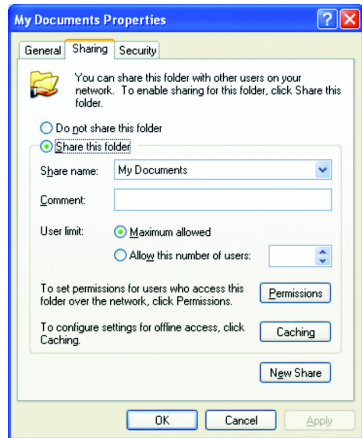 My Documents Properties
General Sharing Security
You can share this folder with other users on your
network. To enable sharing for this folder, click Share this
folder.
Do not share this folder
Share this folder
Share name: My Documents
Comment:
User limit: Maximum allowed
Allow this number of users:
To set permissions for users who access this
folder over the network, click Permissions.
Permissions
To configure settings for offline access, click
Caching.
Caching
New Share
OK Cancel Apply